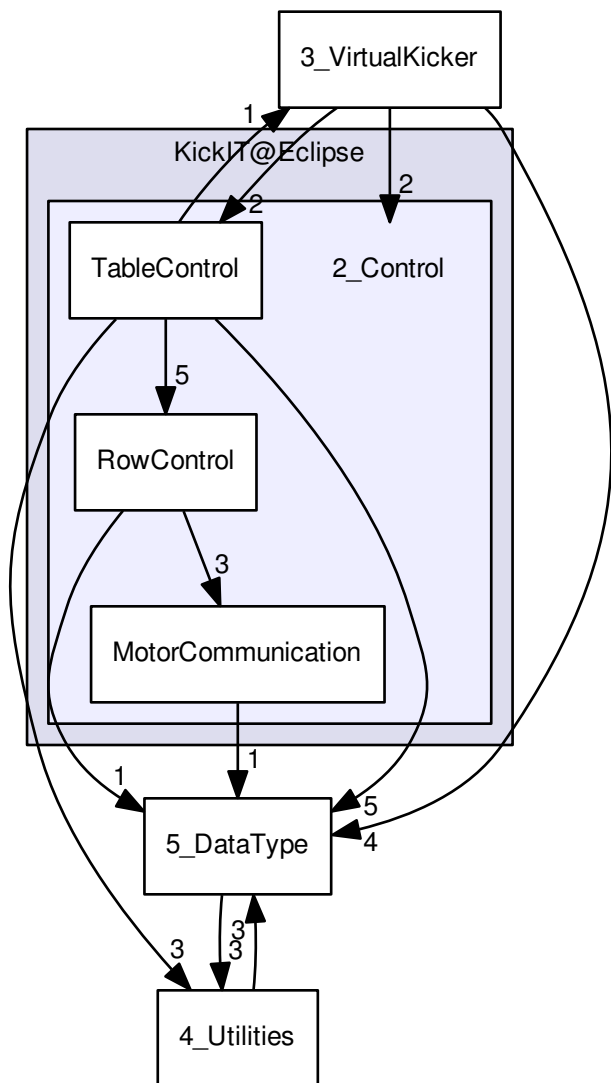 3_VirtualKicker
1
KickIT@Eclipse
2
2
TableControl
2_Control
5
RowControl
3
MotorCommunication
1
1
5
4
5_DataType
3
3
3
4_Utilities